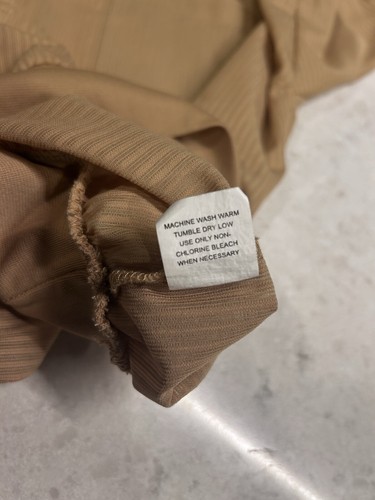 MACHINE WASH WARM
TUMBLE DRY LOW
USE ONLY NON-
CHLORINE BLEACH
WHEN NECESSARY